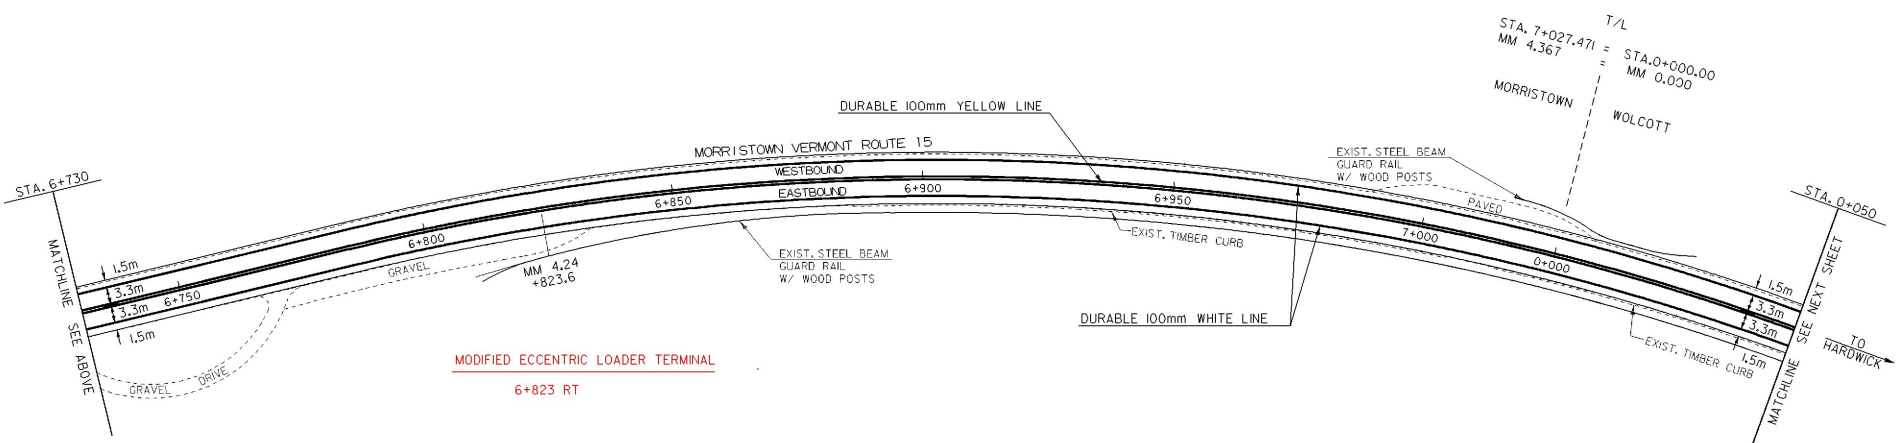 STA. 6+730
MATCHLINE SEE ABOVE
1.5m
3.3m
3.3m
1.5m
6+750
GRAVEL DRIVE
GRAVEL
6+800
MM 4.24
+823.6
MODIFIED ECCENTRIC LOADER TERMINAL
6+823 RT
MORRISTOWN VERMONT ROUTE 15
WESTBOUND
EASTBOUND
6+850
6+900
EXIST. STEEL BEAM
GUARD RAIL
W/ WOOD POSTS
DURABLE 100mm YELLOW LINE
6+950
EXIST. TIMBER CURB
DURABLE 100mm WHITE LINE
EXIST. STEEL BEAM
GUARD RAIL
W/ WOOD POSTS
PAVED
7+000
0+000
T/L
STA. 7+027.471 = STA.0+000.00
MM 4.367 = MM 0.000
MORRISTOWN
WOLCOTT
STA. 0+050
1.5m
3.3m
3.3m
1.5m
EXIST. TIMBER CURB
MATCHLINE SEE NEXT SHEET
TO
HARDWICK